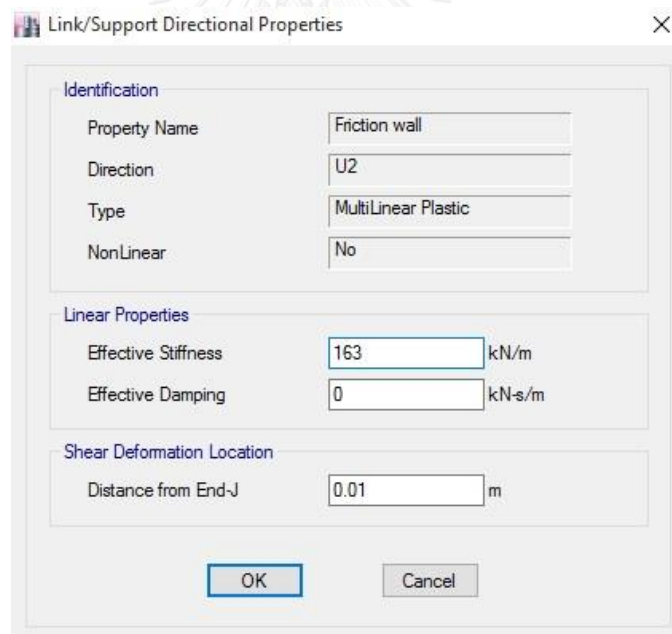 Link/Support Directional Properties
Identification
Property Name Friction wall
Direction U2
Type MultiLinear Plastic
NonLinear No
Linear Properties
Effective Stiffness 163 kN/m
Effective Damping 0 kN-s/m
Shear Deformation Location
Distance from End-J 0.01 m
OK Cancel